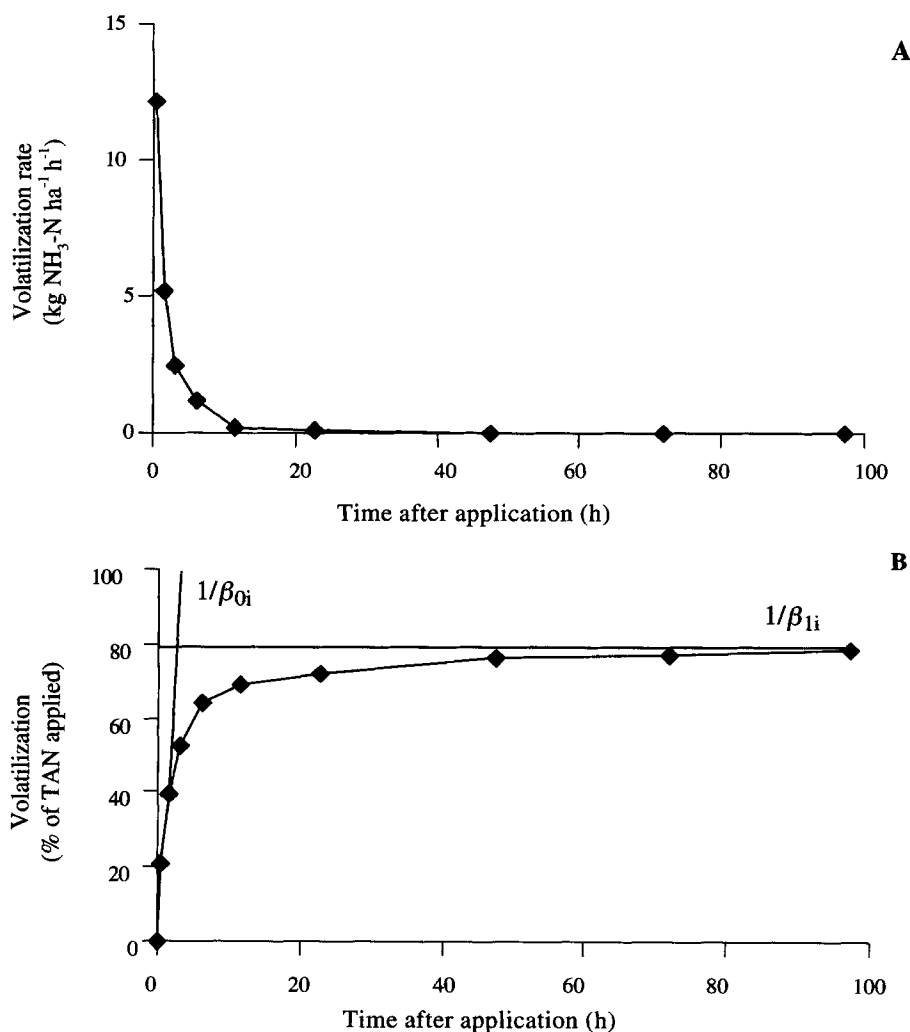 A
Volatilization rate
(kg NH₃-N ha⁻¹ h⁻¹)
15
10
5
0
0 20 40 60 80 100
Time after application (h)
B
Volatilization
(% of TAN applied)
100
80
60
40
20
0
1/β₀ᵢ
1/β₁ᵢ
0 20 40 60 80 100
Time after application (h)